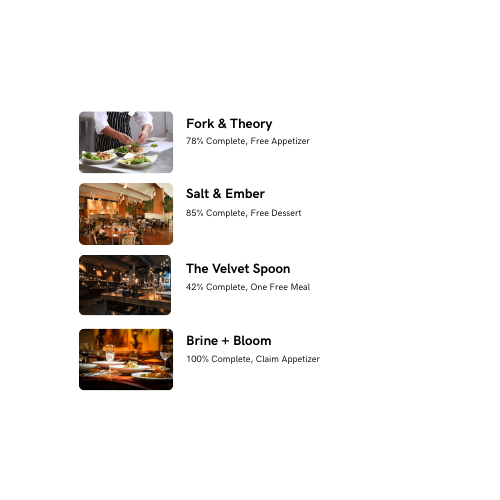 Fork & Theory
78% Complete, Free Appetizer
Salt & Ember
85% Complete, Free Dessert
The Velvet Spoon
42% Complete, One Free Meal
Brine + Bloom
100% Complete, Claim Appetizer